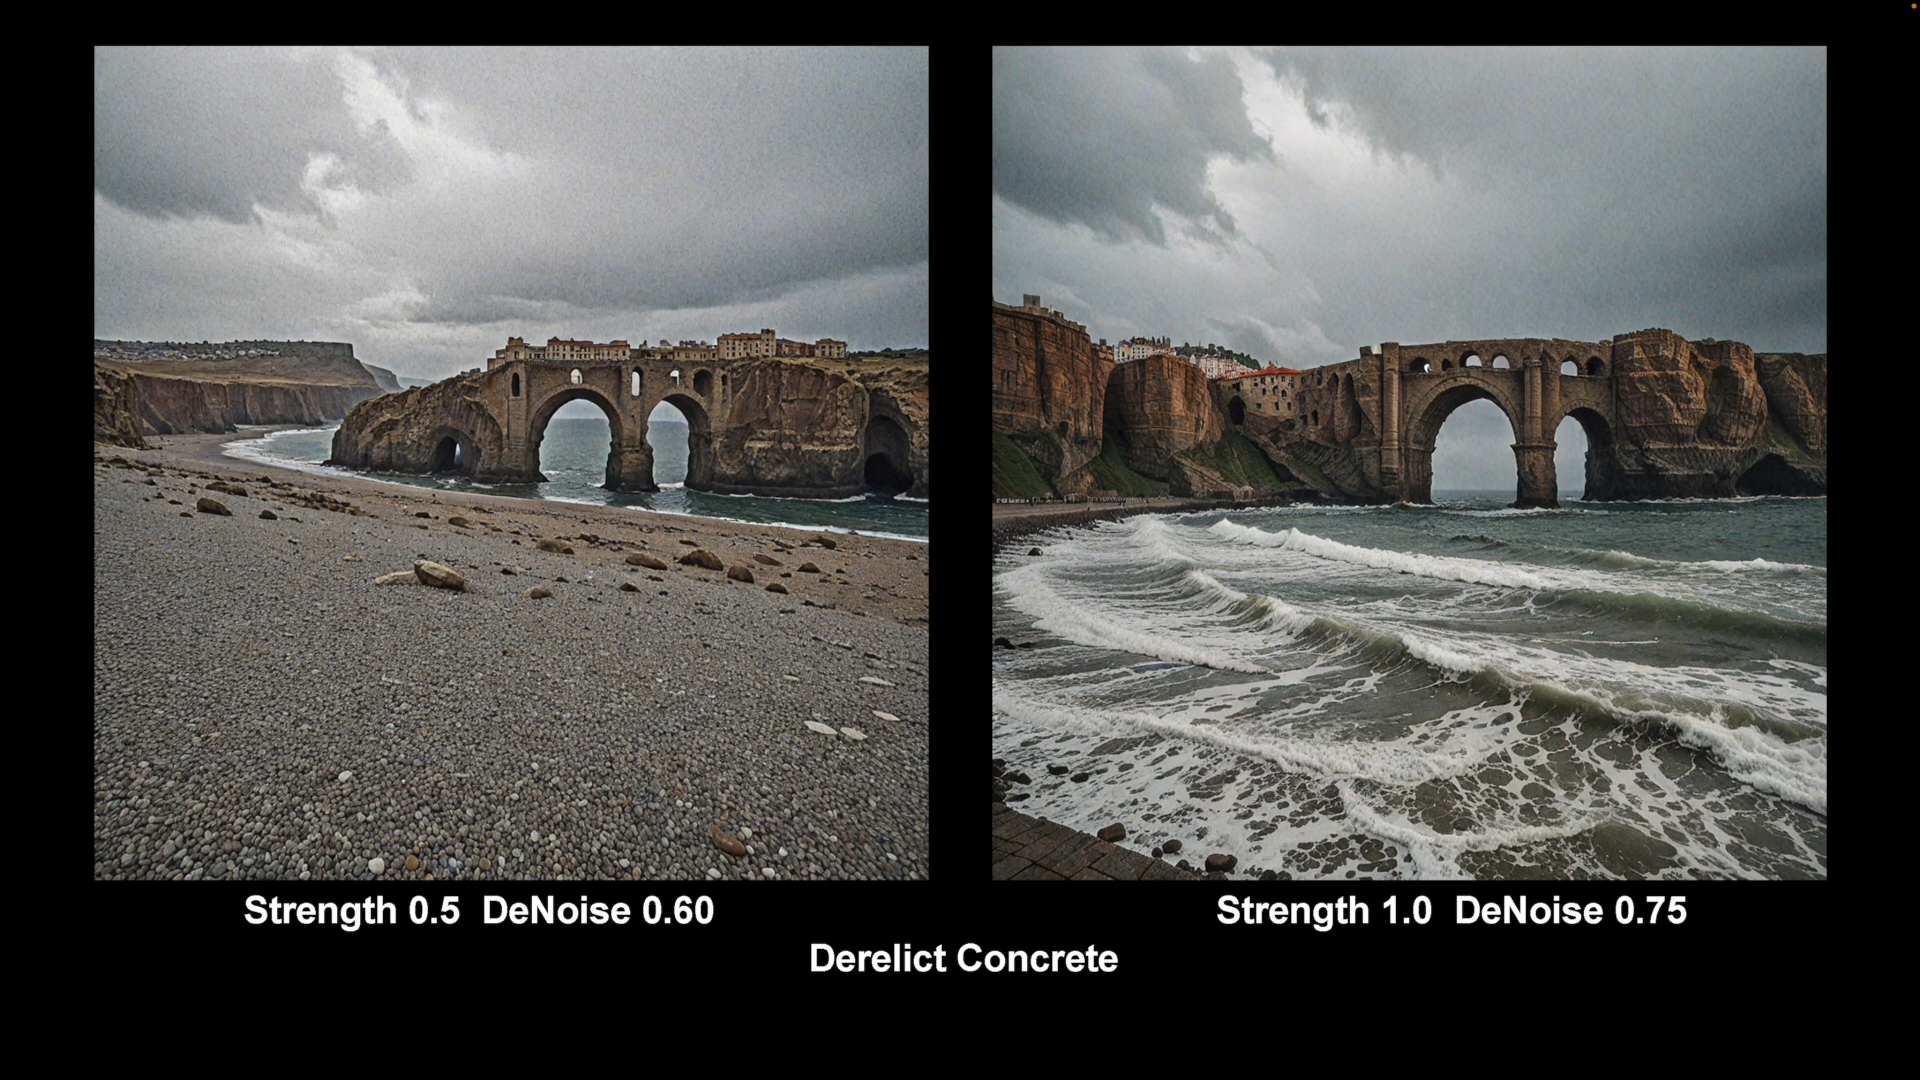 Strength 0.5 DeNoise 0.60
Strength 1.0 DeNoise 0.75
Derelict Concrete